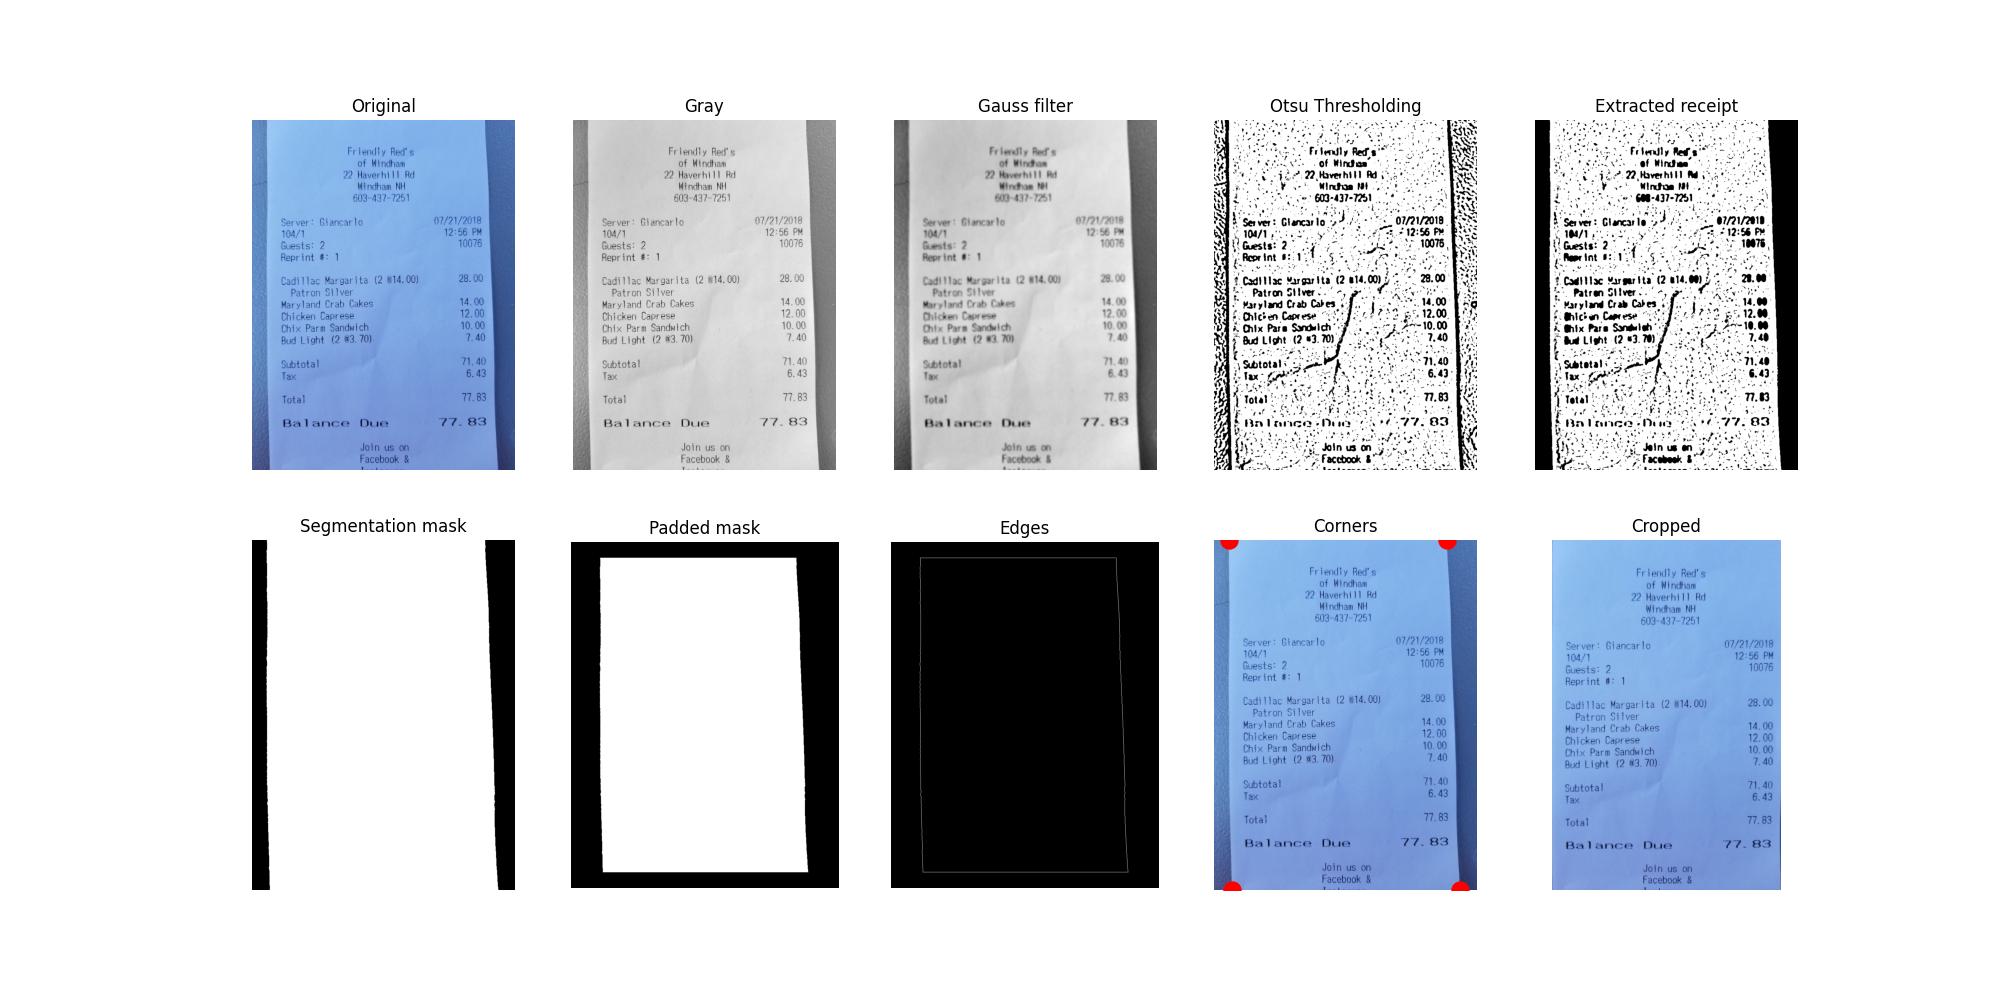 Original
Friendly Red's
of Windham
22 Haverhill Rd
Windham NH
603-437-7251
Server: Giancarlo 07/21/2018
104/1 12:56 PM
Guests: 2 10076
Reprint #: 1
Cadillac Margarita (2 @14.00) 28.00
Patron Silver
Maryland Crab Cakes 14.00
Chicken Caprese 12.00
Chix Parm Sandwich 10.00
Bud Light (2 @3.70) 7.40
Subtotal 71.40
Tax 6.43
Total 77.83
Balance Due 77.83
Join us on
Facebook &
Gray
Friendly Red's
of Windham
22 Haverhill Rd
Windham NH
603-437-7251
Server: Giancarlo 07/21/2018
104/1 12:56 PM
Guests: 2 10076
Reprint #: 1
Cadillac Margarita (2 @14.00) 28.00
Patron Silver
Maryland Crab Cakes 14.00
Chicken Caprese 12.00
Chix Parm Sandwich 10.00
Bud Light (2 @3.70) 7.40
Subtotal 71.40
Tax 6.43
Total 77.83
Balance Due 77.83
Join us on
Facebook &
Gauss filter
Friendly Red's
of Windham
22 Haverhill Rd
Windham NH
603-437-7251
Server: Giancarlo 07/21/2018
104/1 12:56 PM
Guests: 2 10076
Reprint #: 1
Cadillac Margarita (2 @14.00) 28.00
Patron Silver
Maryland Crab Cakes 14.00
Chicken Caprese 12.00
Chix Parm Sandwich 10.00
Bud Light (2 @3.70) 7.40
Subtotal 71.40
Tax 6.43
Total 77.83
Balance Due 77.83
Join us on
Facebook &
Otsu Thresholding
Friendly Red's
of Windham
22 Haverhill Rd
Windham NH
603-437-7251
Server: Giancarlo 07/21/2018
104/1 12:56 PM
Guests: 2 10076
Reprint #: 1
Cadillac Margarita (2 @14.00) 28.00
Patron Silver
Maryland Crab Cakes 14.00
Chicken Caprese 12.00
Chix Parm Sandwich 10.00
Bud Light (2 @3.70) 7.40
Subtotal 71.40
Tax 6.43
Total 77.83
Balance Due 77.83
Join us on
Facebook &
Extracted receipt
Friendly Red's
of Windham
22 Haverhill Rd
Windham NH
603-437-7251
Server: Giancarlo 07/21/2018
104/1 12:56 PM
Guests: 2 10076
Reprint #: 1
Cadillac Margarita (2 @14.00) 28.00
Patron Silver
Maryland Crab Cakes 14.00
Chicken Caprese 12.00
Chix Parm Sandwich 10.00
Bud Light (2 @3.70) 7.40
Subtotal 71.40
Tax 6.43
Total 77.83
Balance Due 77.83
Join us on
Facebook &
Segmentation mask
Padded mask
Edges
Corners
Friendly Red's
of Windham
22 Haverhill Rd
Windham NH
603-437-7251
Server: Giancarlo 07/21/2018
104/1 12:56 PM
Guests: 2 10076
Reprint #: 1
Cadillac Margarita (2 @14.00) 28.00
Patron Silver
Maryland Crab Cakes 14.00
Chicken Caprese 12.00
Chix Parm Sandwich 10.00
Bud Light (2 @3.70) 7.40
Subtotal 71.40
Tax 6.43
Total 77.83
Balance Due 77.83
Join us on
Facebook &
Cropped
Friendly Red's
of Windham
22 Haverhill Rd
Windham NH
603-437-7251
Server: Giancarlo 07/21/2018
104/1 12:56 PM
Guests: 2 10076
Reprint #: 1
Cadillac Margarita (2 @14.00) 28.00
Patron Silver
Maryland Crab Cakes 14.00
Chicken Caprese 12.00
Chix Parm Sandwich 10.00
Bud Light (2 @3.70) 7.40
Subtotal 71.40
Tax 6.43
Total 77.83
Balance Due 77.83
Join us on
Facebook &